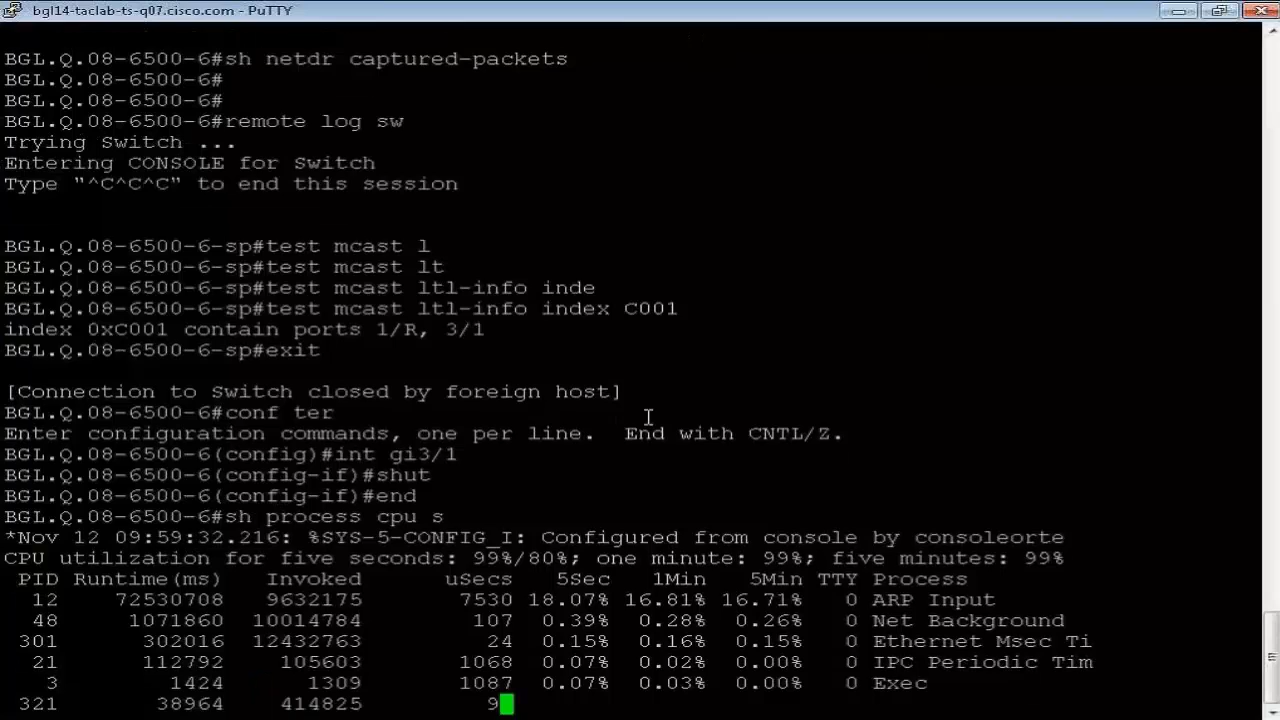 bgl14-taclab-ts-q07.cisco.com - PuTTY
BGL.Q.08-6500-6#sh netdr captured-packets
BGL.Q.08-6500-6#
BGL.Q.08-6500-6#
BGL.Q.08-6500-6#remote log sw
Trying Switch ...
Entering CONSOLE for Switch
Type "^C^C^C" to end this session
BGL.Q.08-6500-6-sp#test mcast l
BGL.Q.08-6500-6-sp#test mcast lt
BGL.Q.08-6500-6-sp#test mcast ltl-info inde
BGL.Q.08-6500-6-sp#test mcast ltl-info index C001
index 0xC001 contain ports 1/R, 3/1
BGL.Q.08-6500-6-sp#exit
[Connection to Switch closed by foreign host]
BGL.Q.08-6500-6#conf ter
Enter configuration commands, one per line.  End with CNTL/Z.
BGL.Q.08-6500-6(config)#int gi3/1
BGL.Q.08-6500-6(config-if)#shut
BGL.Q.08-6500-6(config-if)#end
BGL.Q.08-6500-6#sh process cpu s
*Nov 12 09:59:32.216: %SYS-5-CONFIG_I: Configured from console by consoleorte
CPU utilization for five seconds: 99%/80%; one minute: 99%; five minutes: 99%
PID Runtime(ms) Invoked uSecs 5Sec 1Min 5Min TTY Process
12 72530708 9632175 7530 18.07% 16.81% 16.71% 0 ARP Input
48 1071860 10014784 107 0.39% 0.28% 0.26% 0 Net Background
301 302016 12432763 24 0.15% 0.16% 0.15% 0 Ethernet Msec Ti
21 112792 105603 1068 0.07% 0.02% 0.00% 0 IPC Periodic Tim
3 1424 1309 1087 0.07% 0.03% 0.00% 0 Exec
321 38964 414825 9